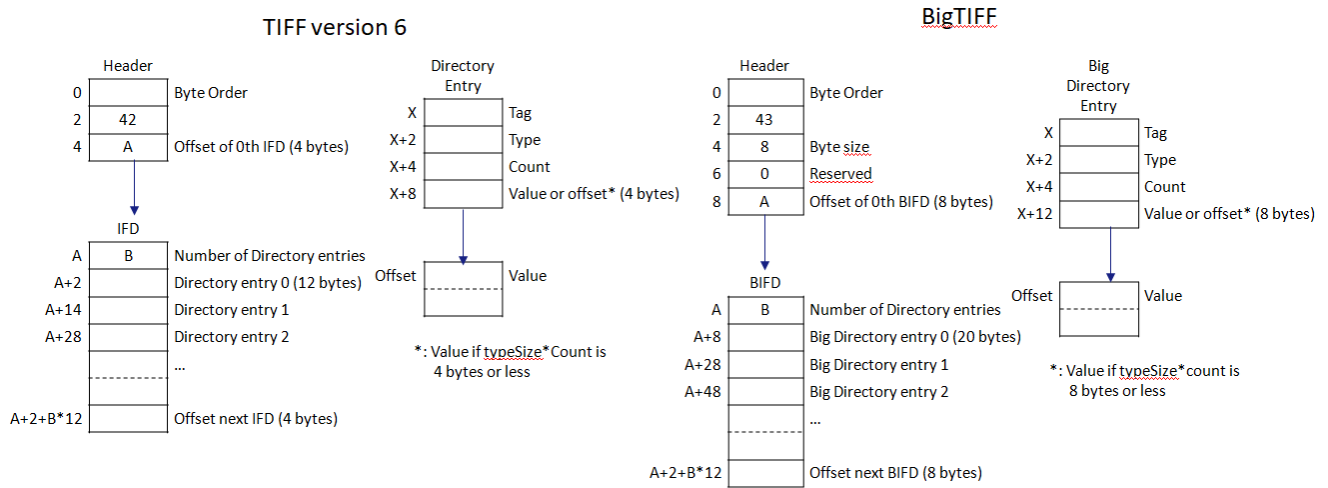 TIFF version 6
Header
0 Byte Order
2 42
4 A Offset of 0th IFD (4 bytes)
IFD
A B Number of Directory entries
A+2 Directory entry 0 (12 bytes)
A+14 Directory entry 1
A+28 Directory entry 2
...
A+2+B*12 Offset next IFD (4 bytes)
Directory
Entry
X Tag
X+2 Type
X+4 Count
X+8 Value or offset* (4 bytes)
Offset Value
*: Value if typeSize*Count is
4 bytes or less
BigTIFF
Header
0 Byte Order
2 43
4 8 Byte size
6 0 Reserved
8 A Offset of 0th BIFD (8 bytes)
BIFD
A B Number of Directory entries
A+8 Big Directory entry 0 (20 bytes)
A+28 Big Directory entry 1
A+48 Big Directory entry 2
...
A+2+B*12 Offset next BIFD (8 bytes)
Big
Directory
Entry
X Tag
X+2 Type
X+4 Count
X+12 Value or offset* (8 bytes)
Offset Value
*: Value if typeSize*count is
8 bytes or less